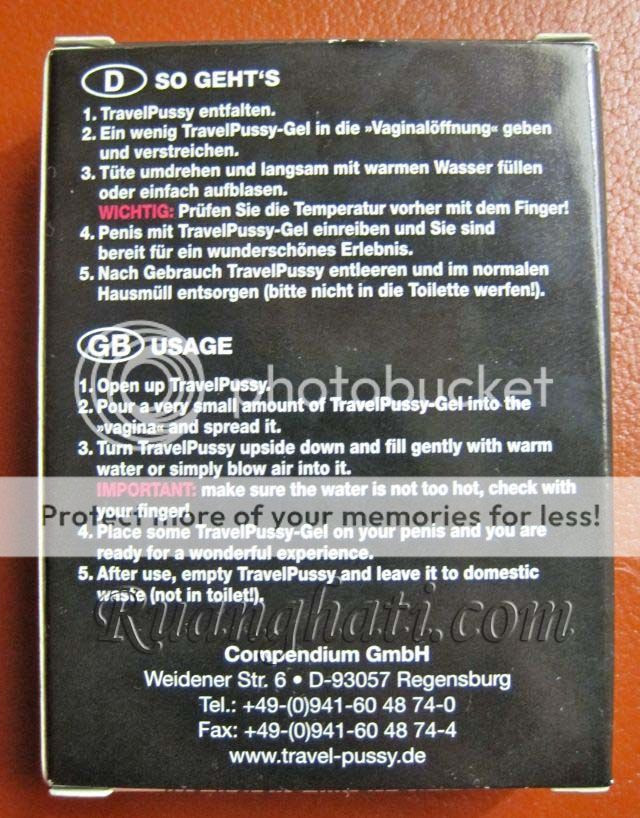 D SO GEHT'S
1. TravelPussy entfalten.
2. Ein wenig TravelPussy-Gel in die »Vaginalöffnung« geben
und verstreichen.
3. Tüte umdrehen und langsam mit warmen Wasser füllen
oder einfach aufblasen.
WICHTIG: Prüfen Sie die Temperatur vorher mit dem Finger!
4. Penis mit TravelPussy-Gel einreiben und Sie sind
bereit für ein wunderschönes Erlebnis.
5. Nach Gebrauch TravelPussy entleeren und im normalen
Hausmüll entsorgen (bitte nicht in die Toilette werfen!).
GB USAGE
1. Open up TravelPussy.
photobucket
2. Pour a very small amount of TravelPussy-Gel into the
»vagina« and spread it.
3. Turn TravelPussy upside down and fill gently with warm
water or simply blow air into it.
IMPORTANT: make sure the water is not too hot, check with
your finger!
Protect more of your memories for less!
4. Place some TravelPussy-Gel on your penis and you are
ready for a wonderful experience.
5. After use, empty TravelPussy and leave it to domestic
waste (not in toilet!).
Ruanghati.com
Compendium GmbH
Weidener Str. 6 • D-93057 Regensburg
Tel.: +49-(0)941-60 48 74-0
Fax: +49-(0)941-60 48 74-4
www.travel-pussy.de